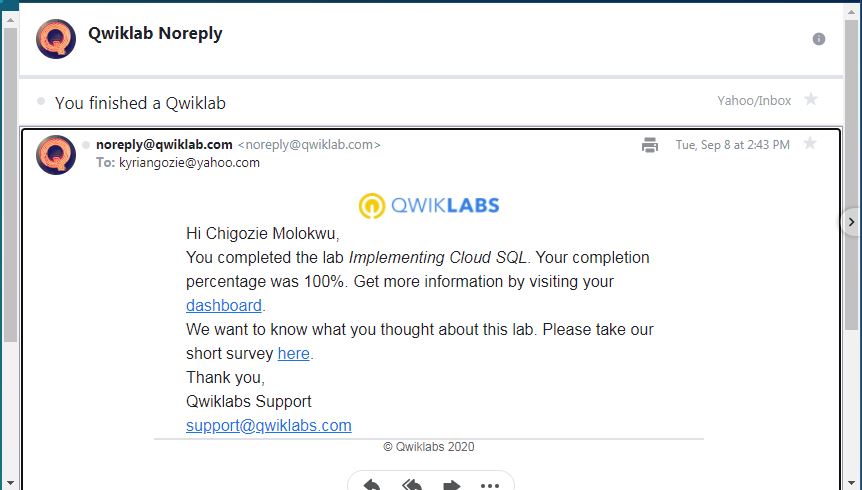 Qwiklab Noreply
You finished a Qwiklab
Yahoo/Inbox
noreply@qwiklab.com <noreply@qwiklab.com>
Tue, Sep 8 at 2:43 PM
To: kyriangozie@yahoo.com
QWIKLABS
Hi Chigozie Molokwu,
You completed the lab Implementing Cloud SQL. Your completion
percentage was 100%. Get more information by visiting your
dashboard.
We want to know what you thought about this lab. Please take our
short survey here.
Thank you,
Qwiklabs Support
support@qwiklabs.com
© Qwiklabs 2020